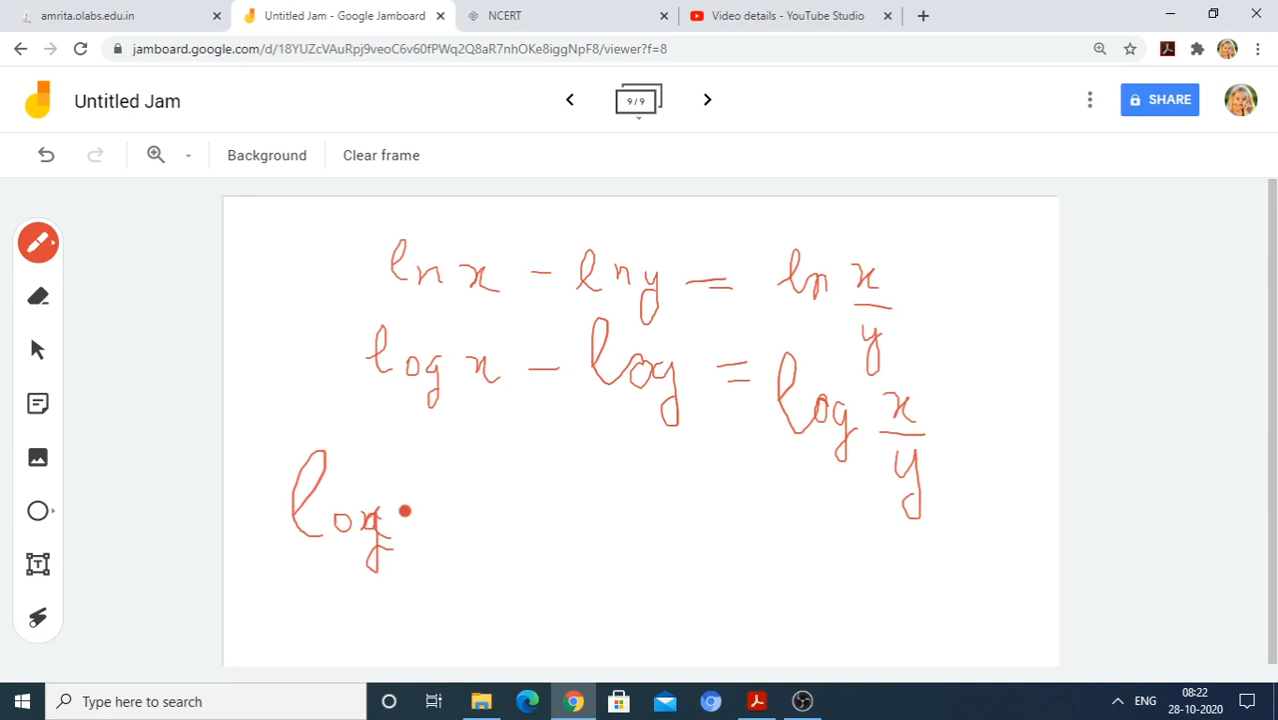 amrita.olabs.edu.in
Untitled Jam - Google Jamboard
NCERT
Video details - YouTube Studio
jamboard.google.com/d/18YUZcVAuRpj9veoC6v60fPWq2Q8aR7nhOKe8iggNpF8/viewer?f=8
Untitled Jam
9/9
SHARE
Background
Clear frame
ln x - ln y = ln x/y
log x - log = log x/y
log
Type here to search
ENG
08:22
28-10-2020